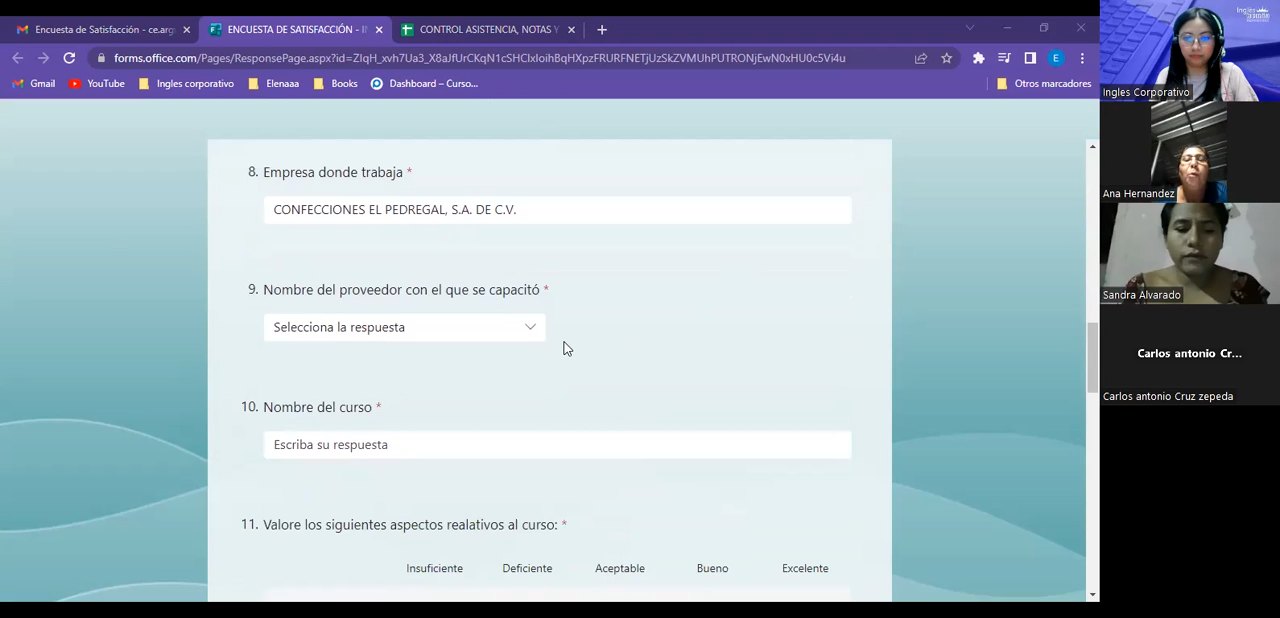 Encuesta de Satisfacción - ce.arg
ENCUESTA DE SATISFACCIÓN - I
CONTROL ASISTENCIA, NOTAS Y
forms.office.com/Pages/ResponsePage.aspx?id=ZIqH_xvh7Ua3_X8aJfUrCKqN1cSHClxIoihBqHXpzFRURFNETjUzSkZVMUhPUTRONjEwN0xHU0c5Vi4u
E
Gmail
YouTube
Ingles corporativo
Elenaaa
Books
Dashboard – Curso...
Otros marcadores
8. Empresa donde trabaja *
CONFECCIONES EL PEDREGAL, S.A. DE C.V.
9. Nombre del proveedor con el que se capacitó *
Selecciona la respuesta
10. Nombre del curso *
Escriba su respuesta
11. Valore los siguientes aspectos realativos al curso: *
Insuficiente Deficiente Aceptable Bueno Excelente
Ingles
Ingles Corporativo
Ana Hernandez
Sandra Alvarado
Carlos antonio Cr...
Carlos antonio Cruz zepeda